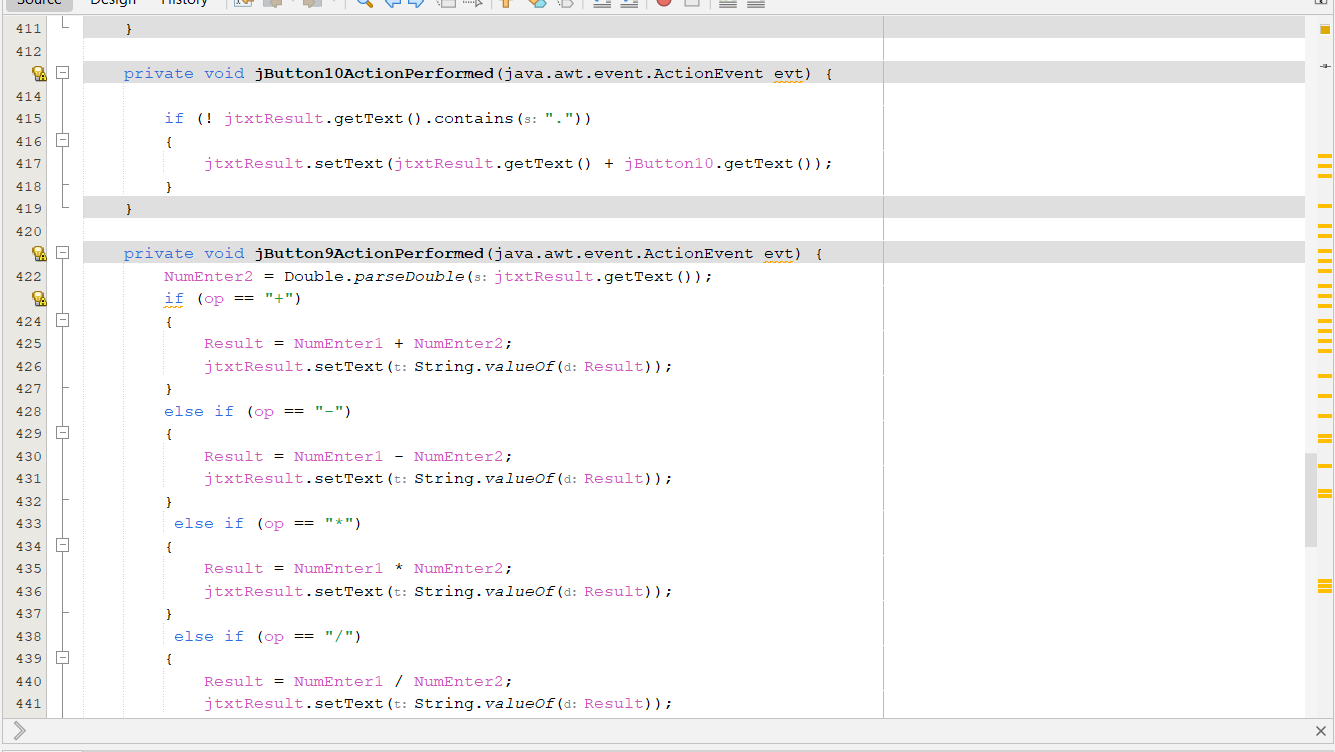 Source Design History
411 }
412
private void jButton10ActionPerformed(java.awt.event.ActionEvent evt) {
414
415 if (! jtxtResult.getText().contains(s: "."))
416 {
417 jtxtResult.setText(jtxtResult.getText() + jButton10.getText());
418 }
419 }
420
private void jButton9ActionPerformed(java.awt.event.ActionEvent evt) {
422 NumEnter2 = Double.parseDouble(s: jtxtResult.getText());
if (op == "+")
424 {
425 Result = NumEnter1 + NumEnter2;
426 jtxtResult.setText(t: String.valueOf(d: Result));
427 }
428 else if (op == "-")
429 {
430 Result = NumEnter1 - NumEnter2;
431 jtxtResult.setText(t: String.valueOf(d: Result));
432 }
433 else if (op == "*")
434 {
435 Result = NumEnter1 * NumEnter2;
436 jtxtResult.setText(t: String.valueOf(d: Result));
437 }
438 else if (op == "/")
439 {
440 Result = NumEnter1 / NumEnter2;
441 jtxtResult.setText(t: String.valueOf(d: Result));